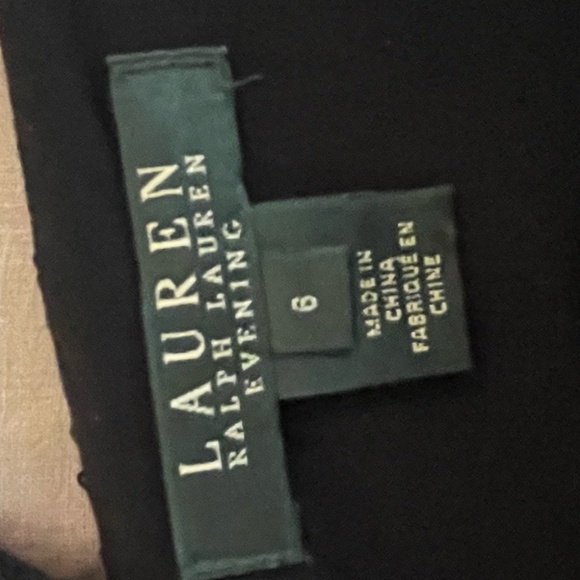 LAUREN
RALPH LAUREN
EVENING
6
MADE IN
CHINA
FABRIQUÉ EN
CHINE